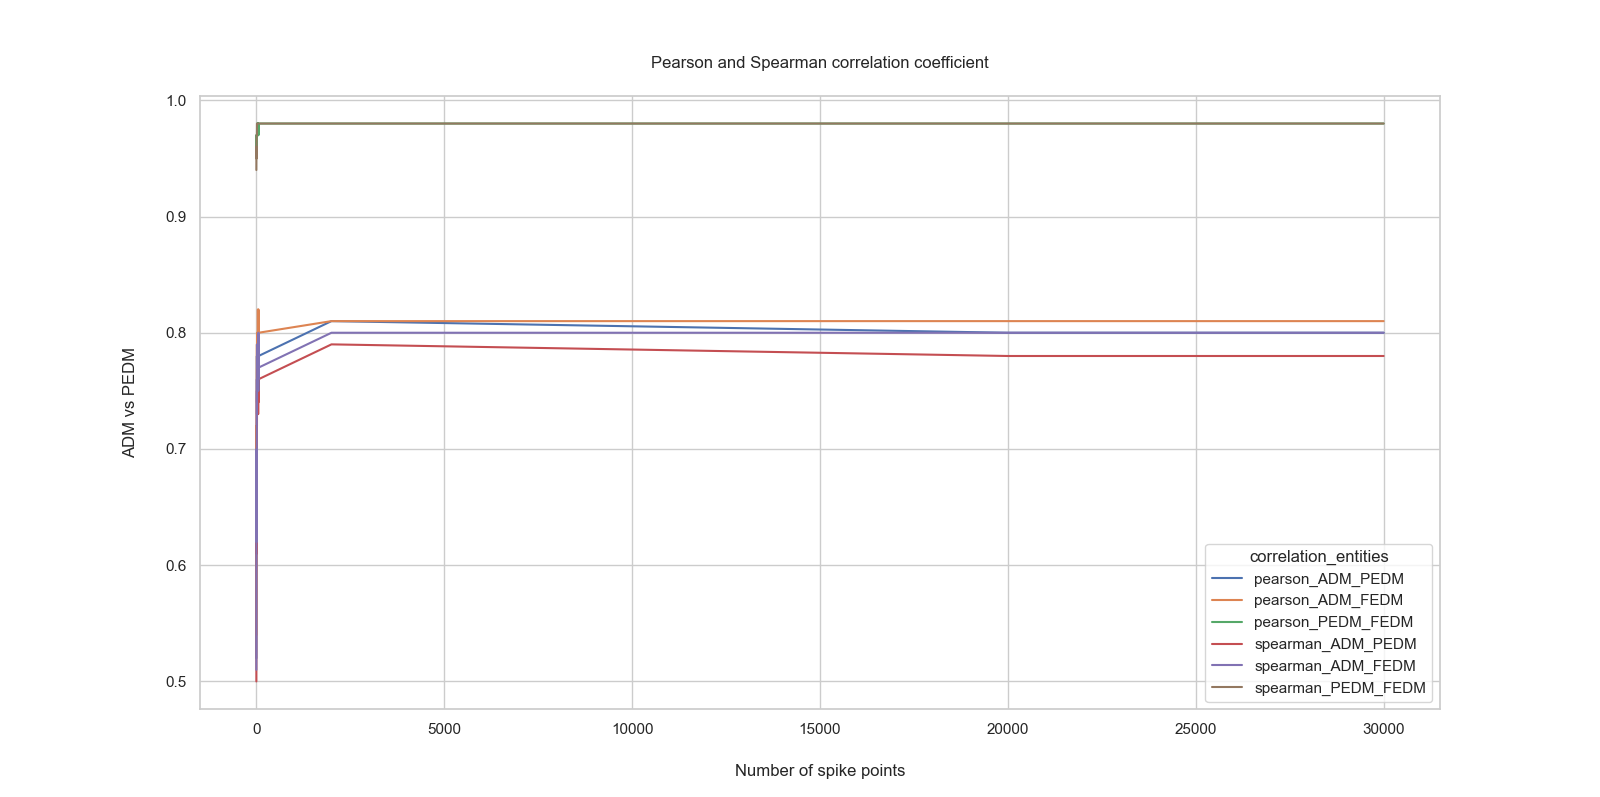 Pearson and Spearman correlation coefficient
1.0
0.9
0.8
0.7
0.6
0.5
ADM vs PEDM
0
5000
10000
15000
20000
25000
30000
Number of spike points
correlation_entities
pearson_ADM_PEDM
pearson_ADM_FEDM
pearson_PEDM_FEDM
spearman_ADM_PEDM
spearman_ADM_FEDM
spearman_PEDM_FEDM